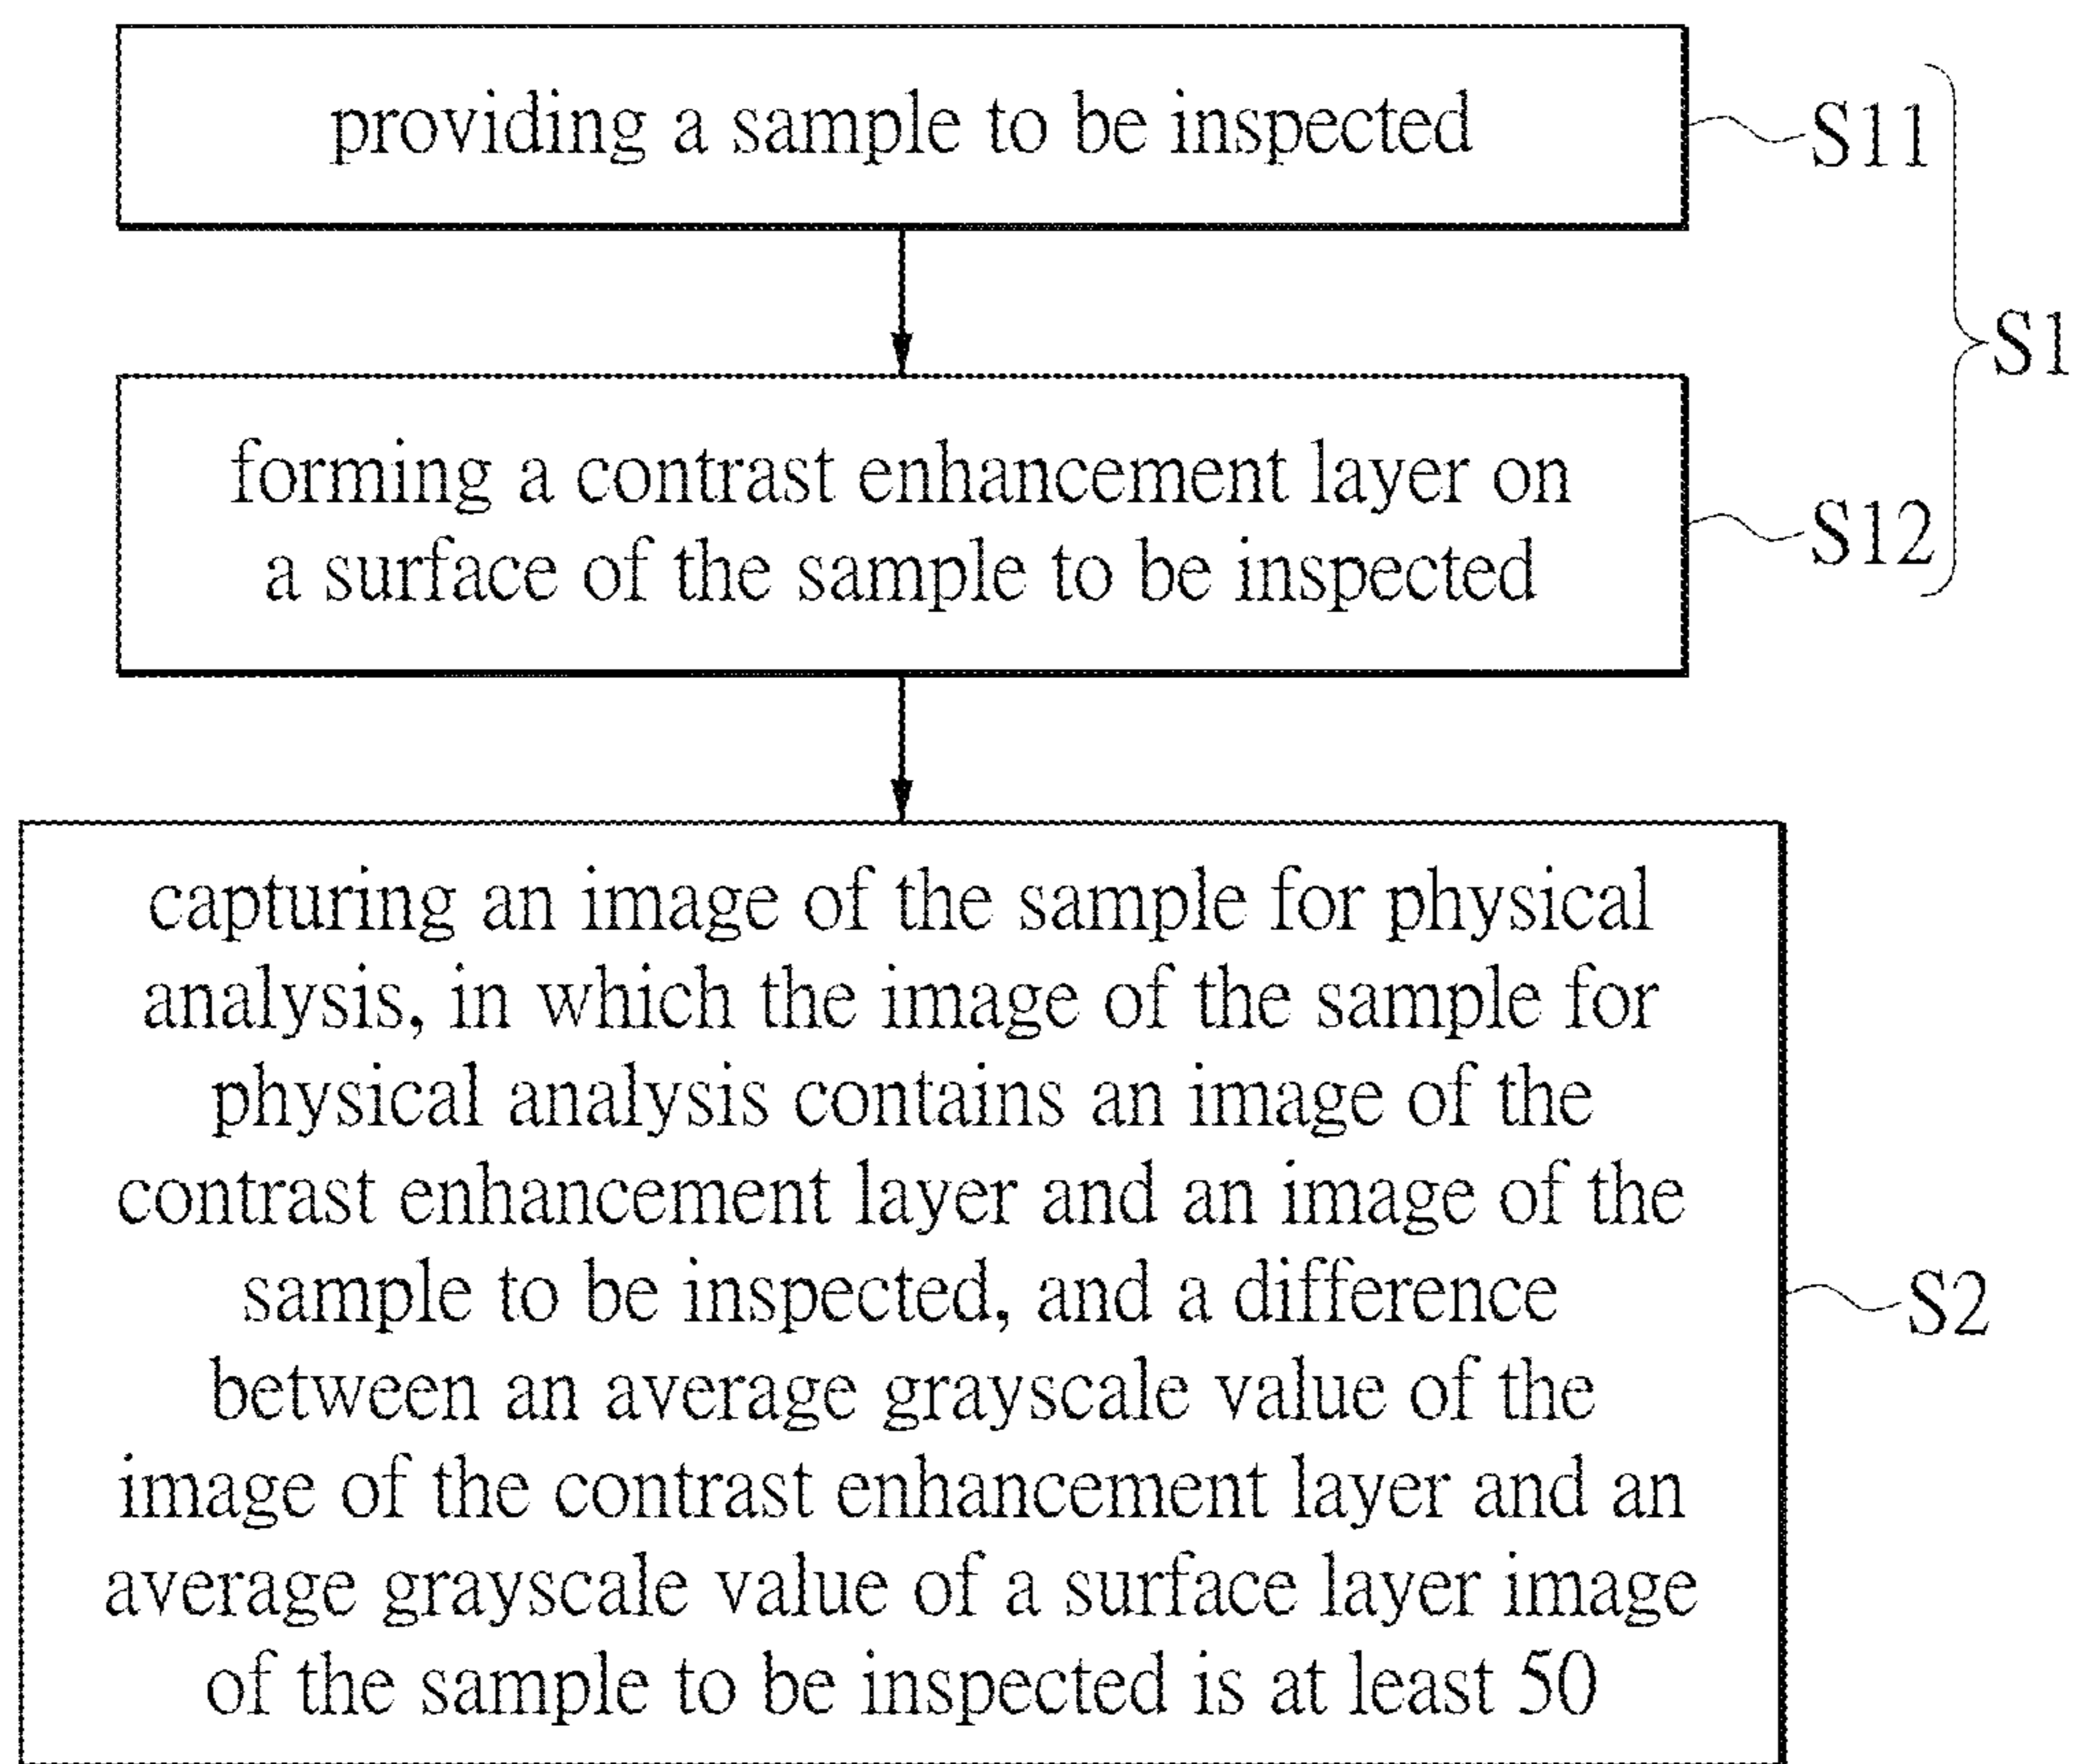 providing a sample to be inspected
S11
S1
forming a contrast enhancement layer on
a surface of the sample to be inspected
S12
capturing an image of the sample for physical
analysis, in which the image of the sample for
physical analysis contains an image of the
contrast enhancement layer and an image of the
sample to be inspected, and a difference
between an average grayscale value of the
image of the contrast enhancement layer and an
average grayscale value of a surface layer image
of the sample to be inspected is at least 50
S2